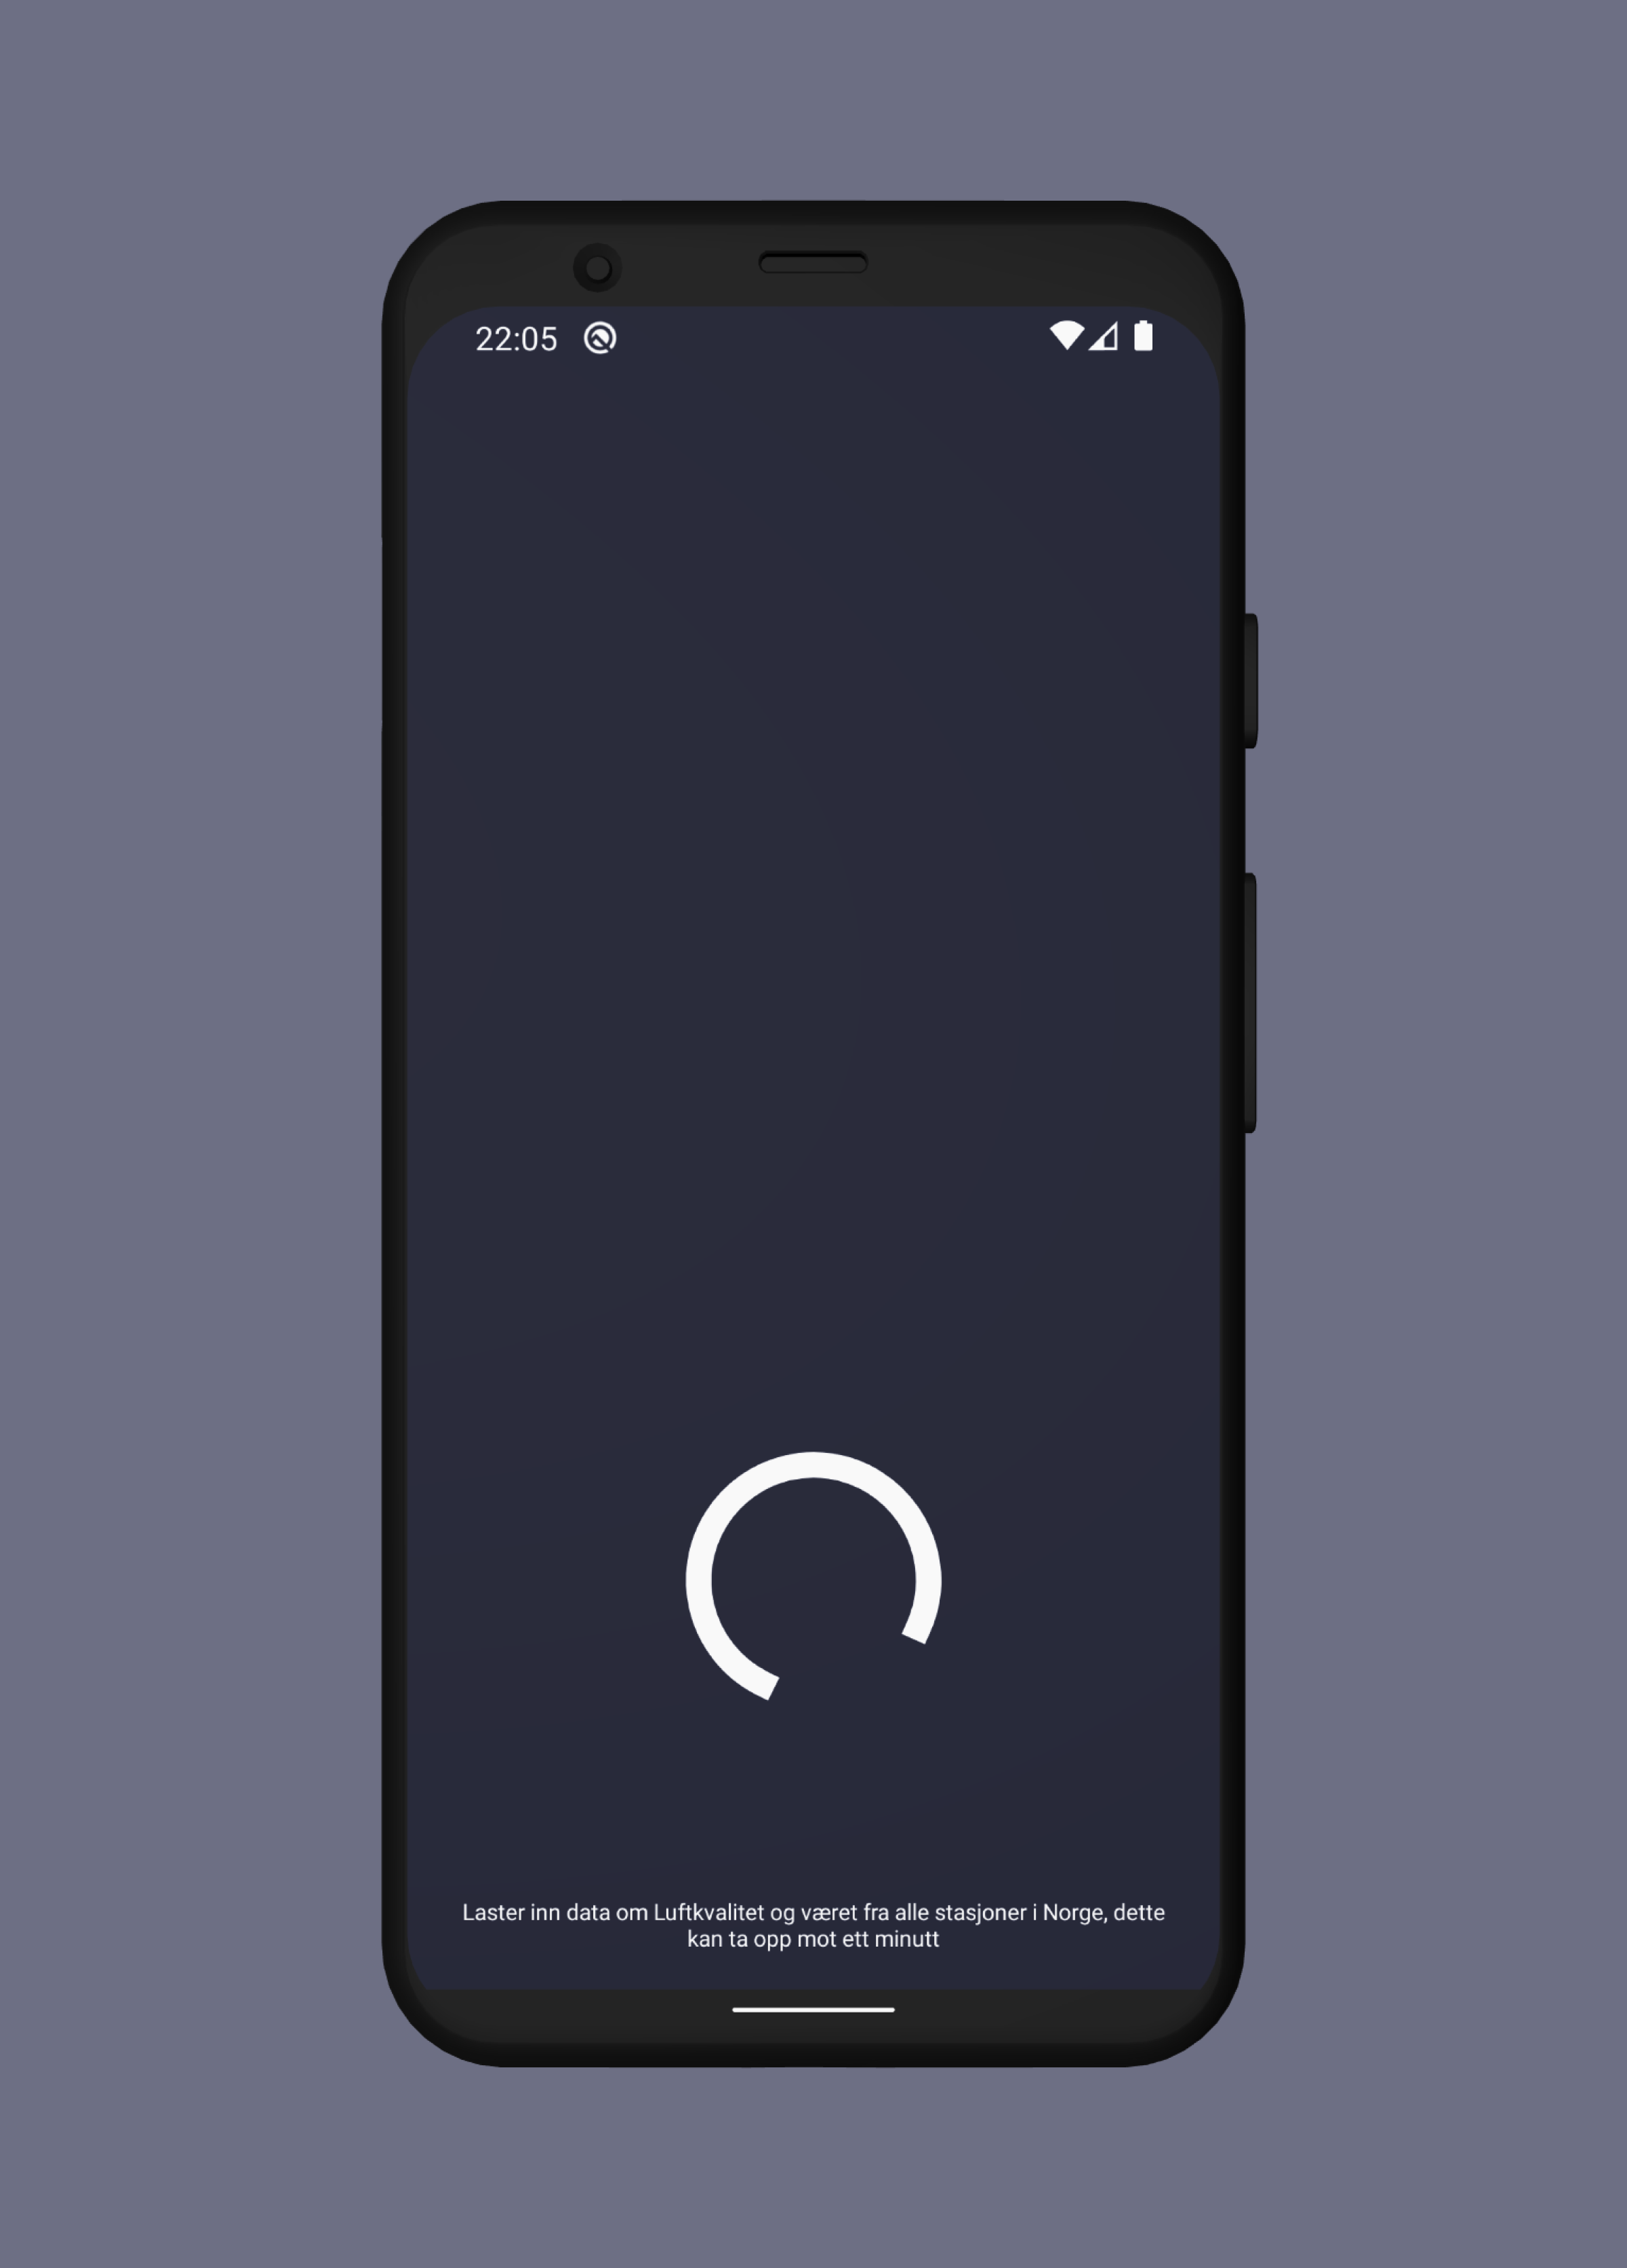 22:05
Laster inn data om Luftkvalitet og været fra alle stasjoner i Norge, dette
kan ta opp mot ett minutt